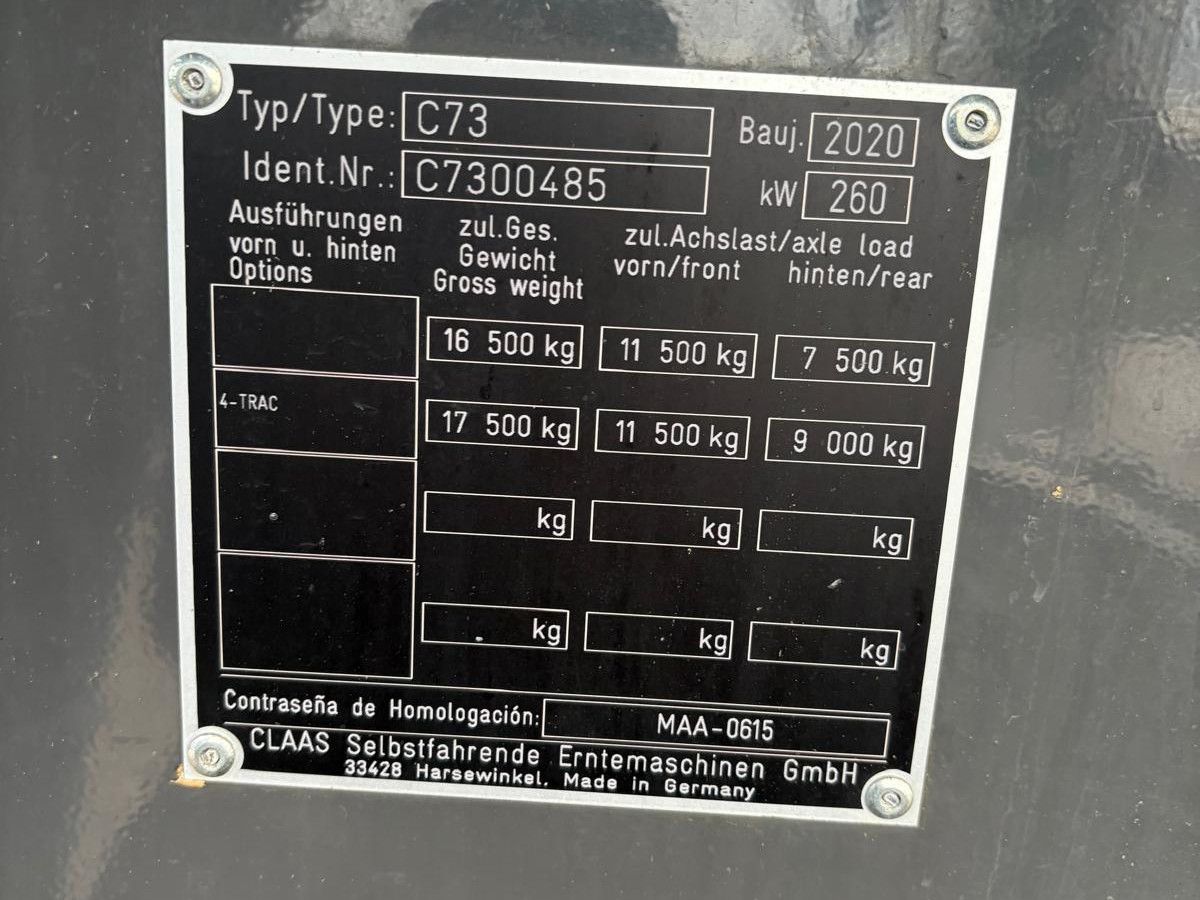 Typ/Type: C73 Bauj. 2020
Ident.Nr.: C7300485 kW 260
Ausführungen vorn u. hinten Options
zul.Ges. Gewicht Gross weight
zul.Achslast/axle load
vorn/front hinten/rear
16 500 kg 11 500 kg 7 500 kg
4-TRAC 17 500 kg 11 500 kg 9 000 kg
kg kg kg
kg kg kg
Contraseña de Homologación: MAA-0615
CLAAS Selbstfahrende Erntemaschinen GmbH
33428 Harsewinkel, Made in Germany